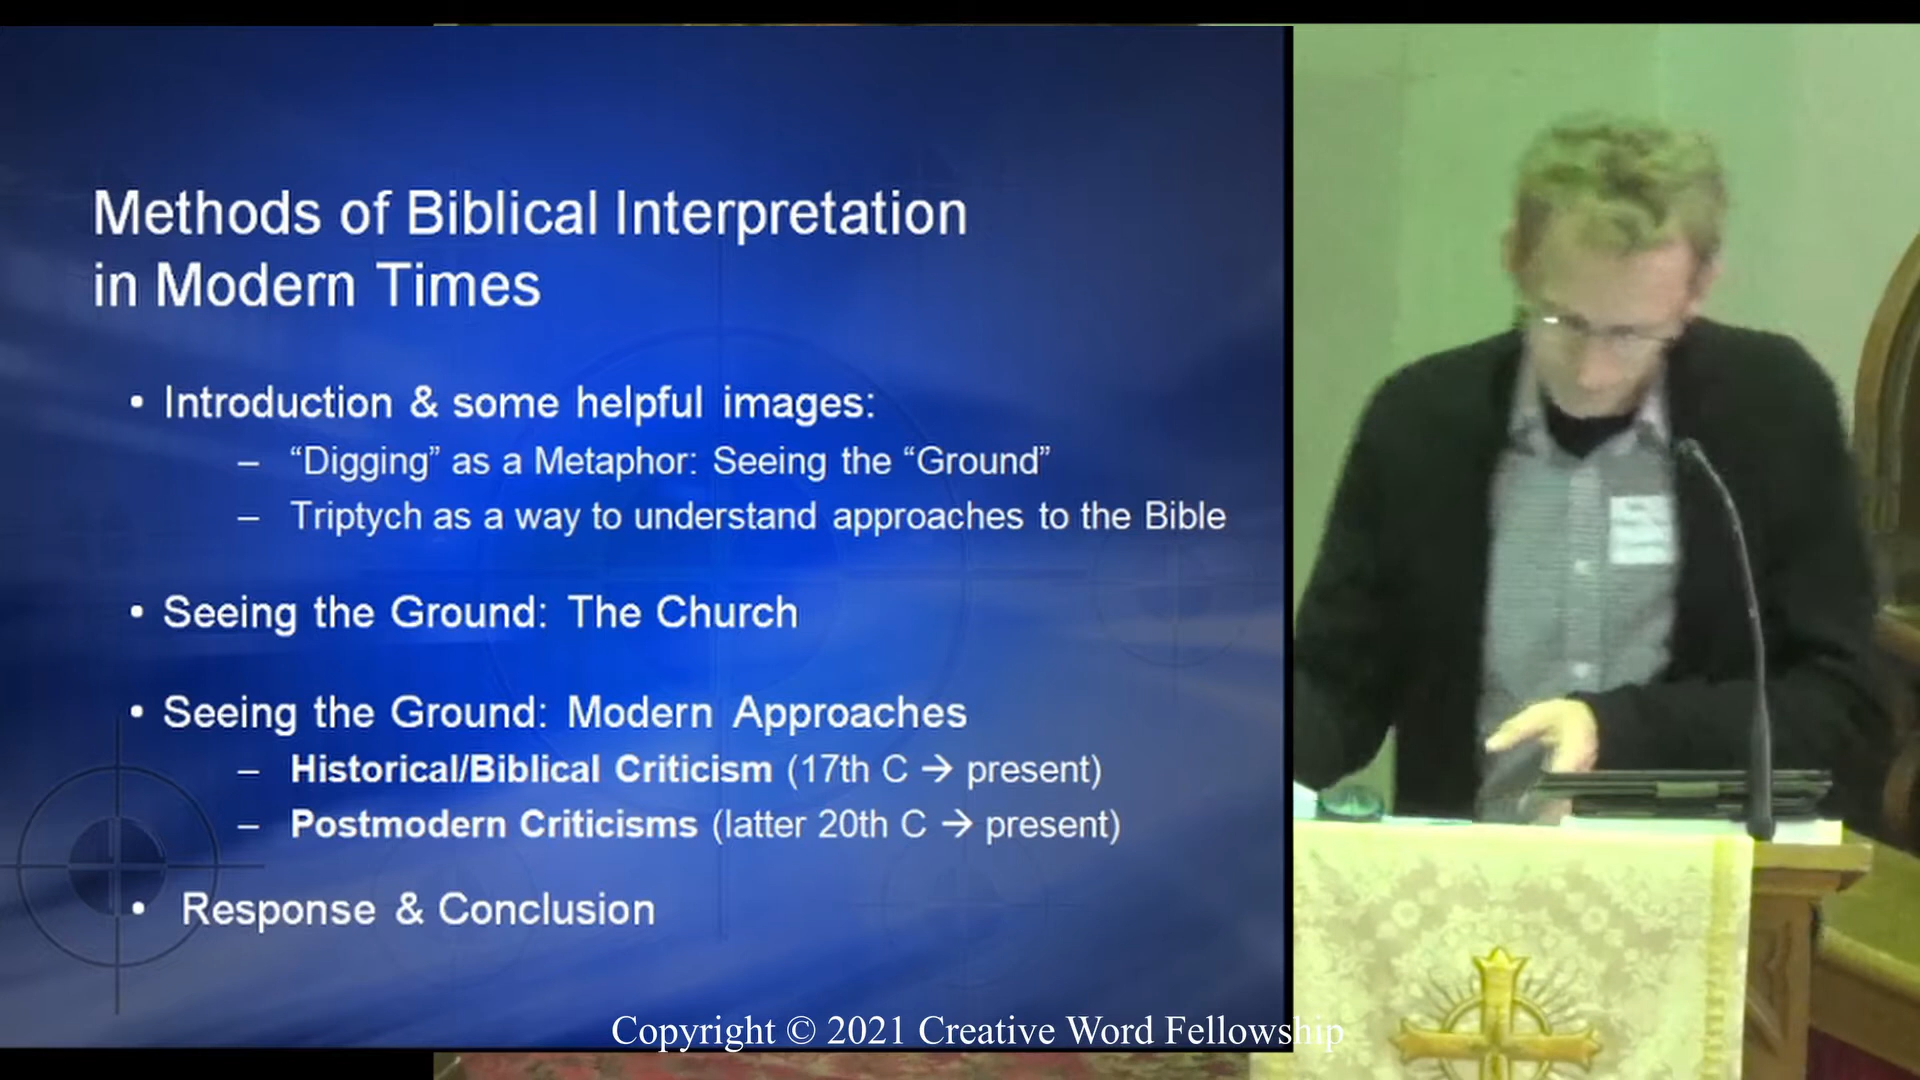 Methods of Biblical Interpretation
in Modern Times
• Introduction & some helpful images:
– “Digging” as a Metaphor: Seeing the “Ground”
– Triptych as a way to understand approaches to the Bible
• Seeing the Ground: The Church
• Seeing the Ground: Modern Approaches
– Historical/Biblical Criticism (17th C → present)
– Postmodern Criticisms (latter 20th C → present)
• Response & Conclusion
Copyright © 2021 Creative Word Fellowship